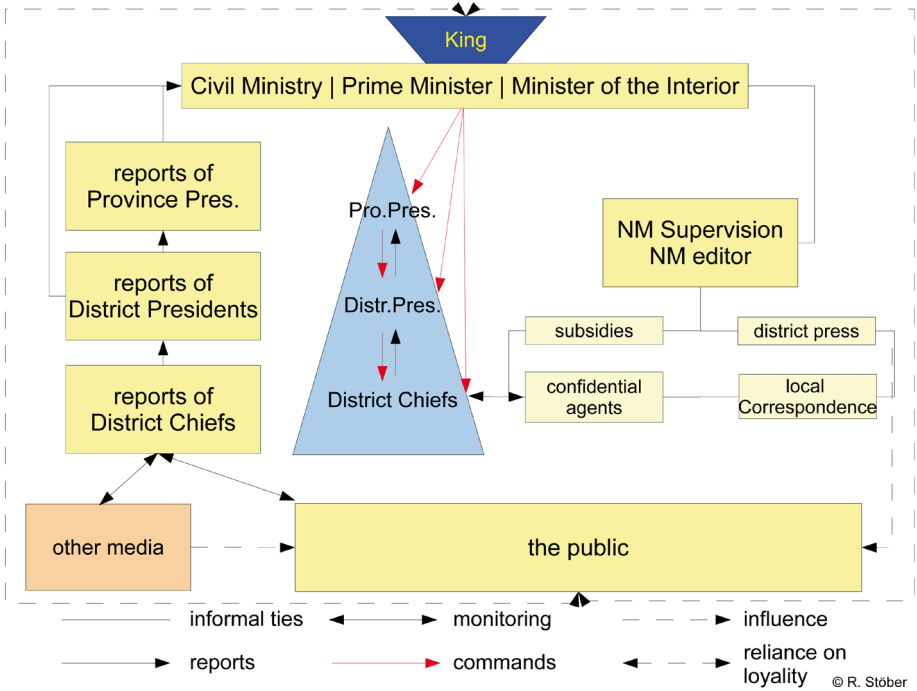 King
Civil Ministry | Prime Minister | Minister of the Interior
reports of
Province Pres.
Pro.Pres.
NM Supervision
NM editor
reports of
District Presidents
Distr.Pres.
subsidies
district press
reports of
District Chiefs
District Chiefs
confidential
agents
local
Correspondence
other media
the public
informal ties
monitoring
influence
reports
commands
reliance on
loyality
© R. Stöber